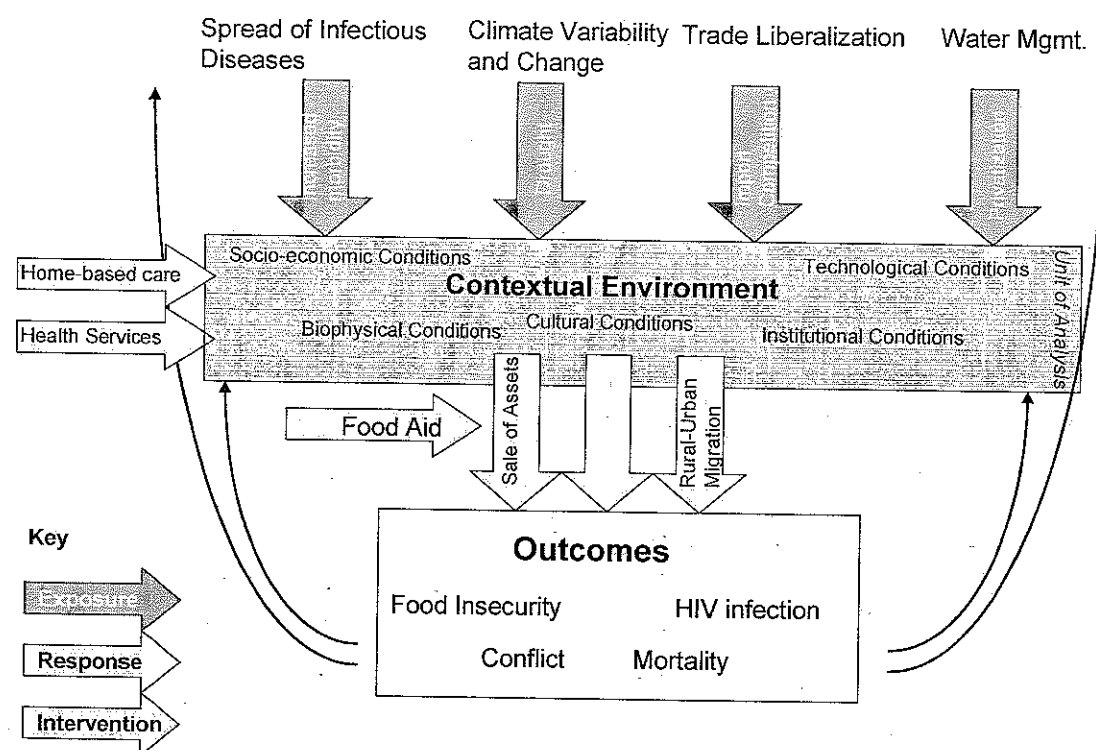 Spread of Infectious
Diseases
Climate Variability
and Change
Trade Liberalization
Water Mgmt.
Home-based care
Health Services
Socio-economic Conditions
Technological Conditions
Contextual Environment
Biophysical Conditions
Cultural Conditions
Institutional Conditions
Unit of Analysis
Food Aid
Sale of Assets
Rural-Urban
Migration
Outcomes
Food Insecurity
HIV infection
Conflict
Mortality
Key
Exposure
Response
Intervention